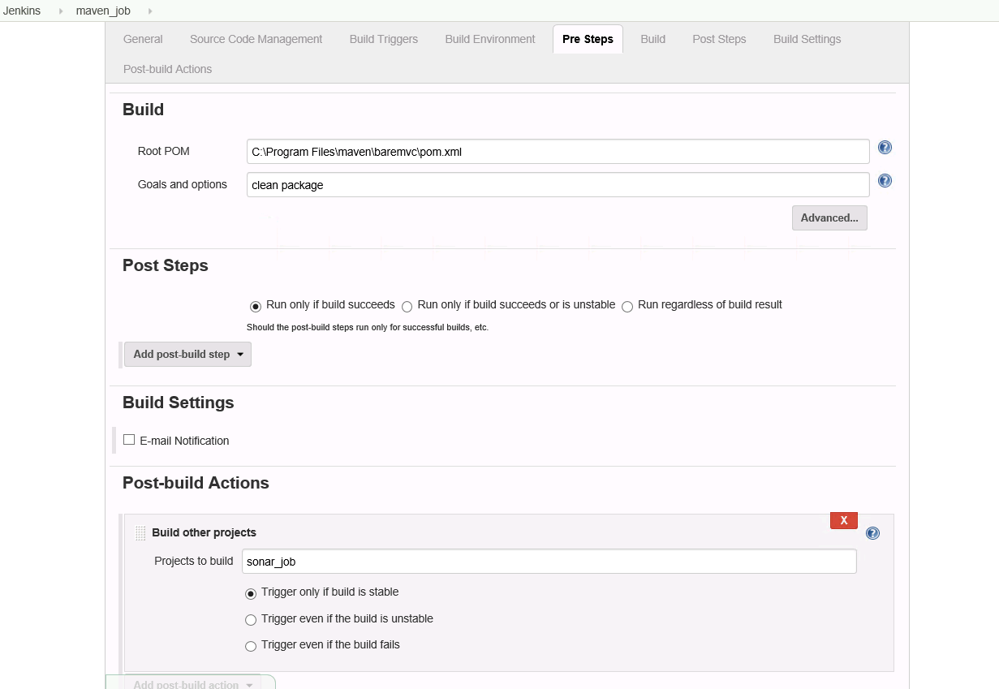 Jenkins maven_job
General Source Code Management Build Triggers Build Environment Pre Steps Build Post Steps Build Settings
Post-build Actions
Build
Root POM C:\Program Files\maven\baremvc\pom.xml
Goals and options clean package
Advanced...
Post Steps
Run only if build succeeds Run only if build succeeds or is unstable Run regardless of build result
Should the post-build steps run only for successful builds, etc.
Add post-build step
Build Settings
E-mail Notification
Post-build Actions
X
Build other projects
Projects to build sonar_job
Trigger only if build is stable
Trigger even if the build is unstable
Trigger even if the build fails
Add post-build action